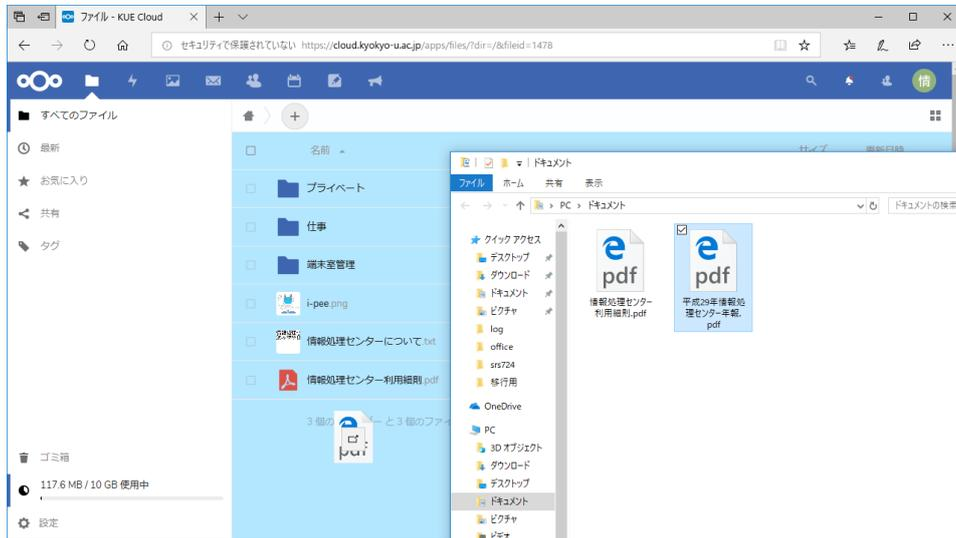 ファイル - KUE Cloud
セキュリティで保護されていない https://cloud.kyokyo-u.ac.jp/apps/files/?dir=/&fileid=1478
情
すべてのファイル
最新
お気に入り
共有
タグ
ゴミ箱
117.6 MB / 10 GB 使用中
設定
名前
サイズ
更新日時
プライベート
仕事
端末室管理
i-pee.png
情報処理センターについて.txt
情報処理センター利用細則.pdf
3 個の
ー と 3 個のファイ
pdf
ドキュメント
ファイル ホーム 共有 表示
PC ドキュメント
ドキュメントの検索
クイック アクセス
デスクトップ
ダウンロード
ドキュメント
ピクチャ
log
office
srs724
移行用
OneDrive
PC
3D オブジェクト
ダウンロード
デスクトップ
ドキュメント
ピクチャ
ビデオ
pdf
情報処理センター
利用細則.pdf
pdf
平成29年情報処
理センター年報.
pdf